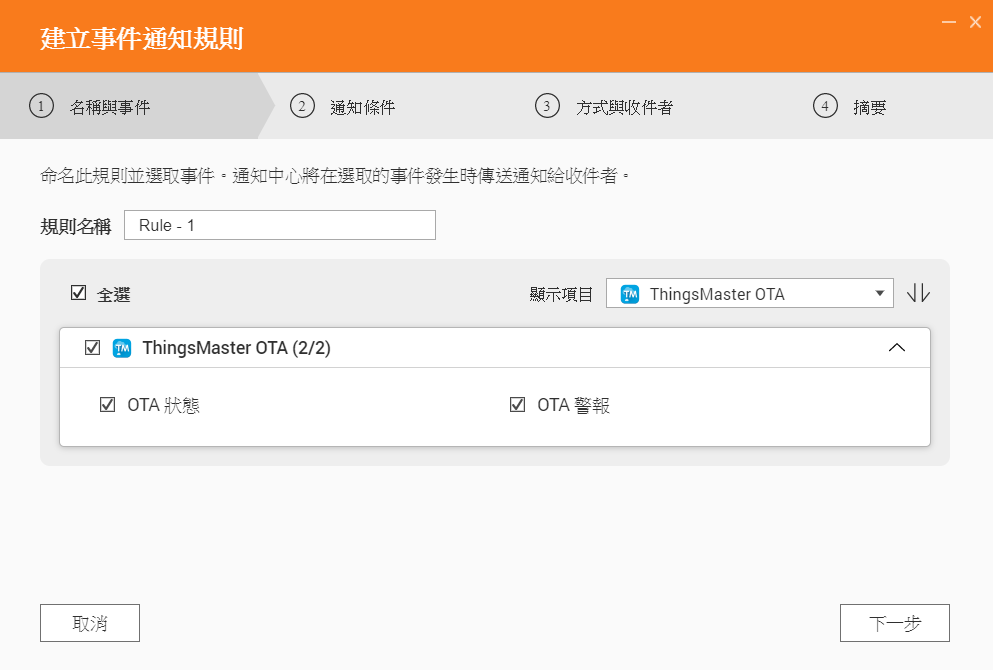 建立事件通知規則
1 名稱與事件
2 通知條件
3 方式與收件者
4 摘要
命名此規則並選取事件。通知中心將在選取的事件發生時傳送通知給收件者。
規則名稱 Rule - 1
全選 顯示項目 TM ThingsMaster OTA
TM ThingsMaster OTA (2/2)
OTA 狀態 OTA 警報
取消 下一步